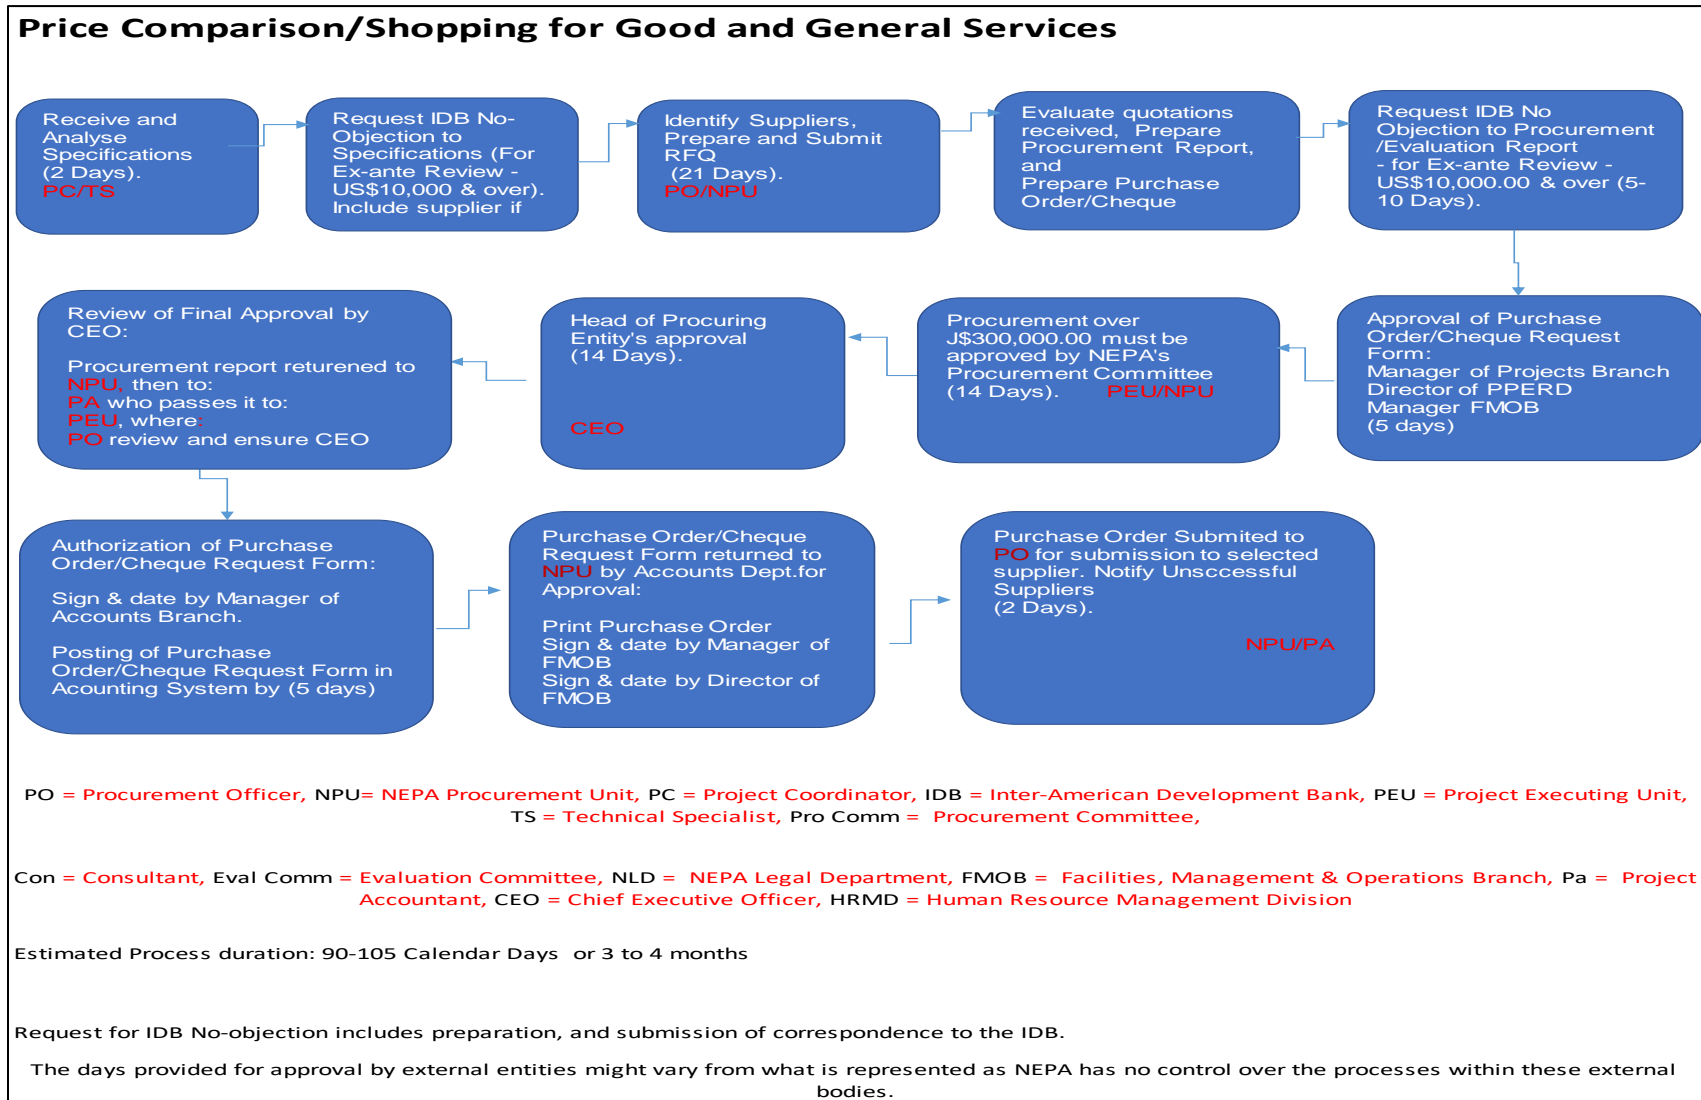 Price Comparison/Shopping for Good and General Services
Receive and
Analyse
Specifications
(2 Days).
PC/TS
Request IDB No-
Objection to
Specifications (For
Ex-ante Review -
US$10,000 & over).
Include supplier if
Identify Suppliers,
Prepare and Submit
RFQ
(21 Days).
PO/NPU
Evaluate quotations
received, Prepare
Procurement Report,
and
Prepare Purchase
Order/Cheque
Request IDB No
Objection to Procurement
/Evaluation Report
- for Ex-ante Review -
US$10,000.00 & over (5-
10 Days).
Approval of Purchase
Order/Cheque Request
Form:
Manager of Projects Branch
Director of PPERD
Manager FMOB
(5 days)
Procurement over
J$300,000.00 must be
approved by NEPA's
Procurement Committee
(14 Days). PEU/NPU
Head of Procuring
Entity's approval
(14 Days).
CEO
Review of Final Approval by
CEO:
Procurement report returened to
NPU, then to:
PA who passes it to:
PEU, where:
PO review and ensure CEO
Authorization of Purchase
Order/Cheque Request Form:
Sign & date by Manager of
Accounts Branch.
Posting of Purchase
Order/Cheque Request Form in
Acounting System by (5 days)
Purchase Order/Cheque
Request Form returned to
NPU by Accounts Dept.for
Approval:
Print Purchase Order
Sign & date by Manager of
FMOB
Sign & date by Director of
FMOB
Purchase Order Submited to
PO for submission to selected
supplier. Notify Unsccessful
Suppliers
(2 Days).
NPU/PA
PO = Procurement Officer, NPU= NEPA Procurement Unit, PC = Project Coordinator, IDB = Inter-American Development Bank, PEU = Project Executing Unit,
TS = Technical Specialist, Pro Comm = Procurement Committee,
Con = Consultant, Eval Comm = Evaluation Committee, NLD = NEPA Legal Department, FMOB = Facilities, Management & Operations Branch, Pa = Project
Accountant, CEO = Chief Executive Officer, HRMD = Human Resource Management Division
Estimated Process duration: 90-105 Calendar Days or 3 to 4 months
Request for IDB No-objection includes preparation, and submission of correspondence to the IDB.
The days provided for approval by external entities might vary from what is represented as NEPA has no control over the processes within these external
bodies.